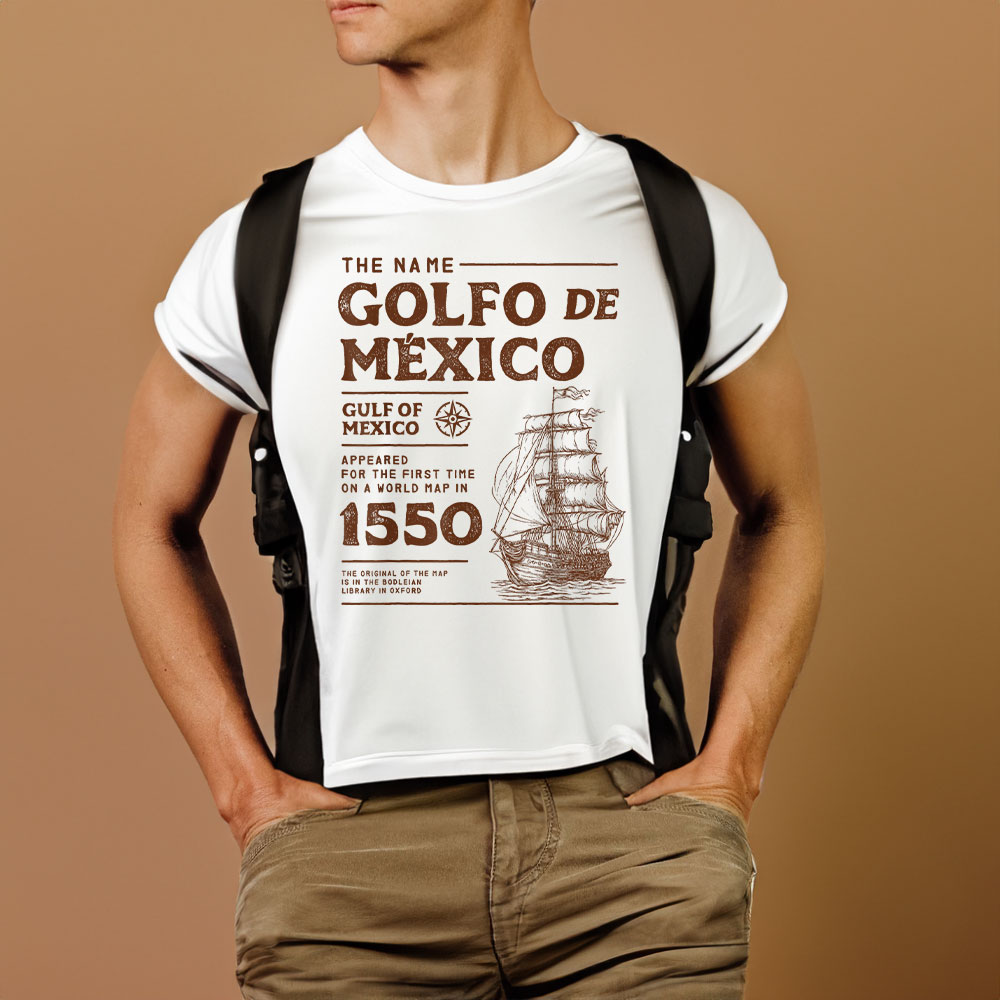 THE NAME
GOLFO DE
MÉXICO
GULF OF
MEXICO
APPEARED
FOR THE FIRST TIME
ON A WORLD MAP IN
1550
THE ORIGINAL OF THE MAP
IS IN THE BODLEIAN
LIBRARY IN OXFORD